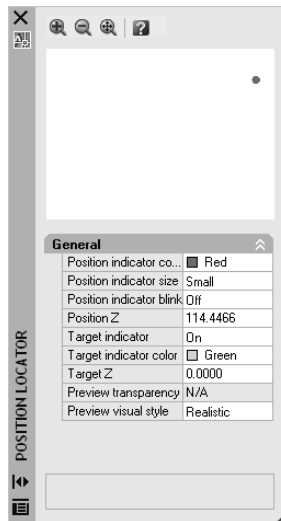 General
Position indicator co... Red
Position indicator size Small
Position indicator blink Off
Position Z 114.4466
Target indicator On
Target indicator color Green
Target Z 0.0000
Preview transparency N/A
Preview visual style Realistic
POSITION LOCATOR